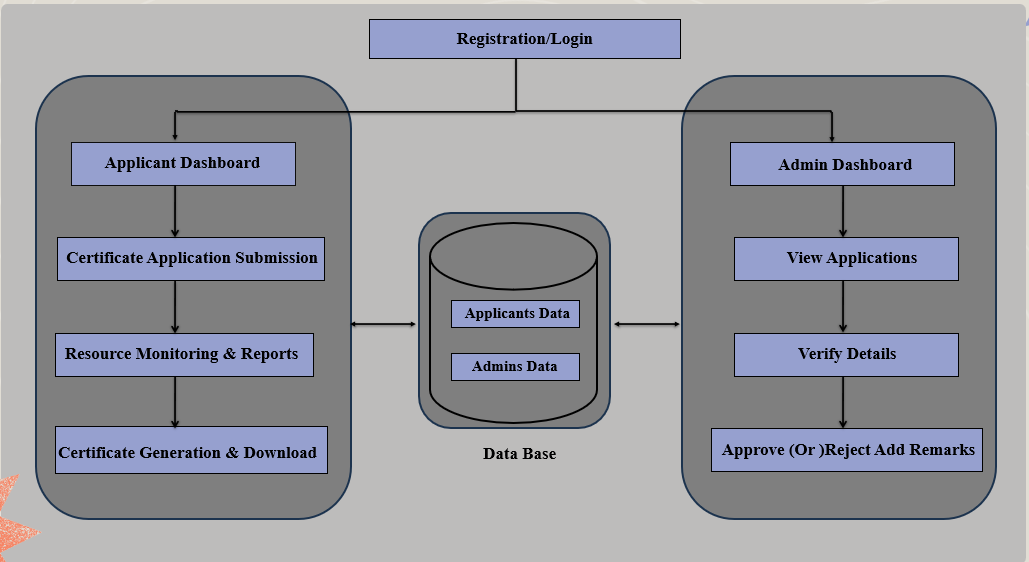 Registration/Login
Applicant Dashboard
Certificate Application Submission
Resource Monitoring & Reports
Certificate Generation & Download
Applicants Data
Admins Data
Data Base
Admin Dashboard
View Applications
Verify Details
Approve (Or )Reject Add Remarks